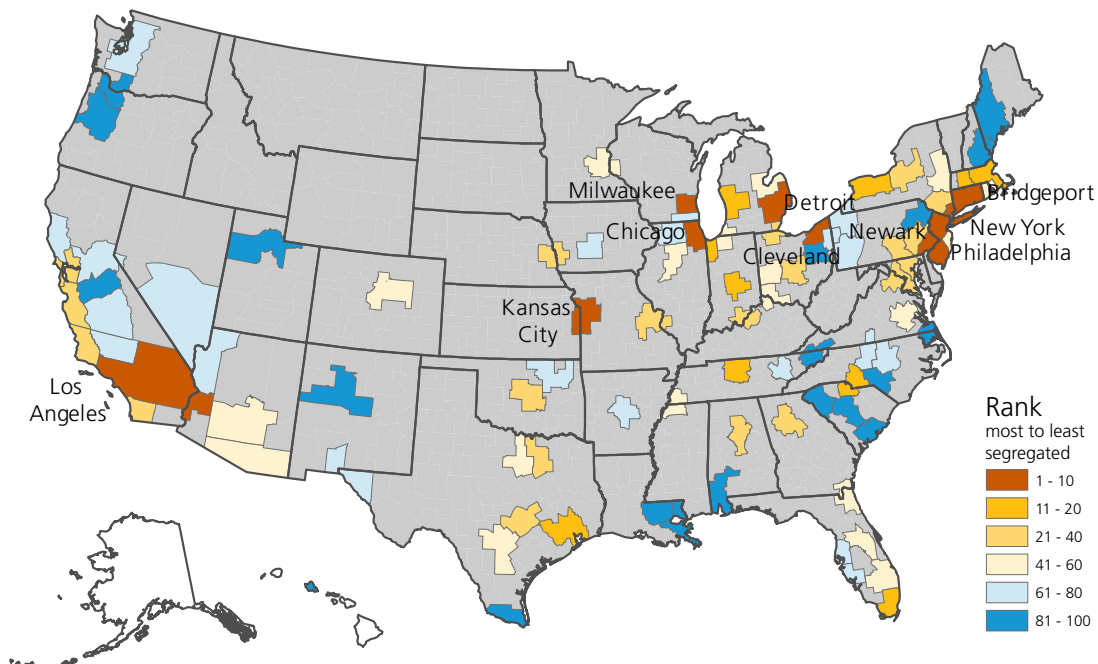 Milwaukee
Detroit
Bridgeport
Chicago
Newark
New York
Cleveland
Philadelphia
Kansas
City
Los
Angeles
Rank
most to least
segregated
1 - 10
11 - 20
21 - 40
41 - 60
61 - 80
81 - 100